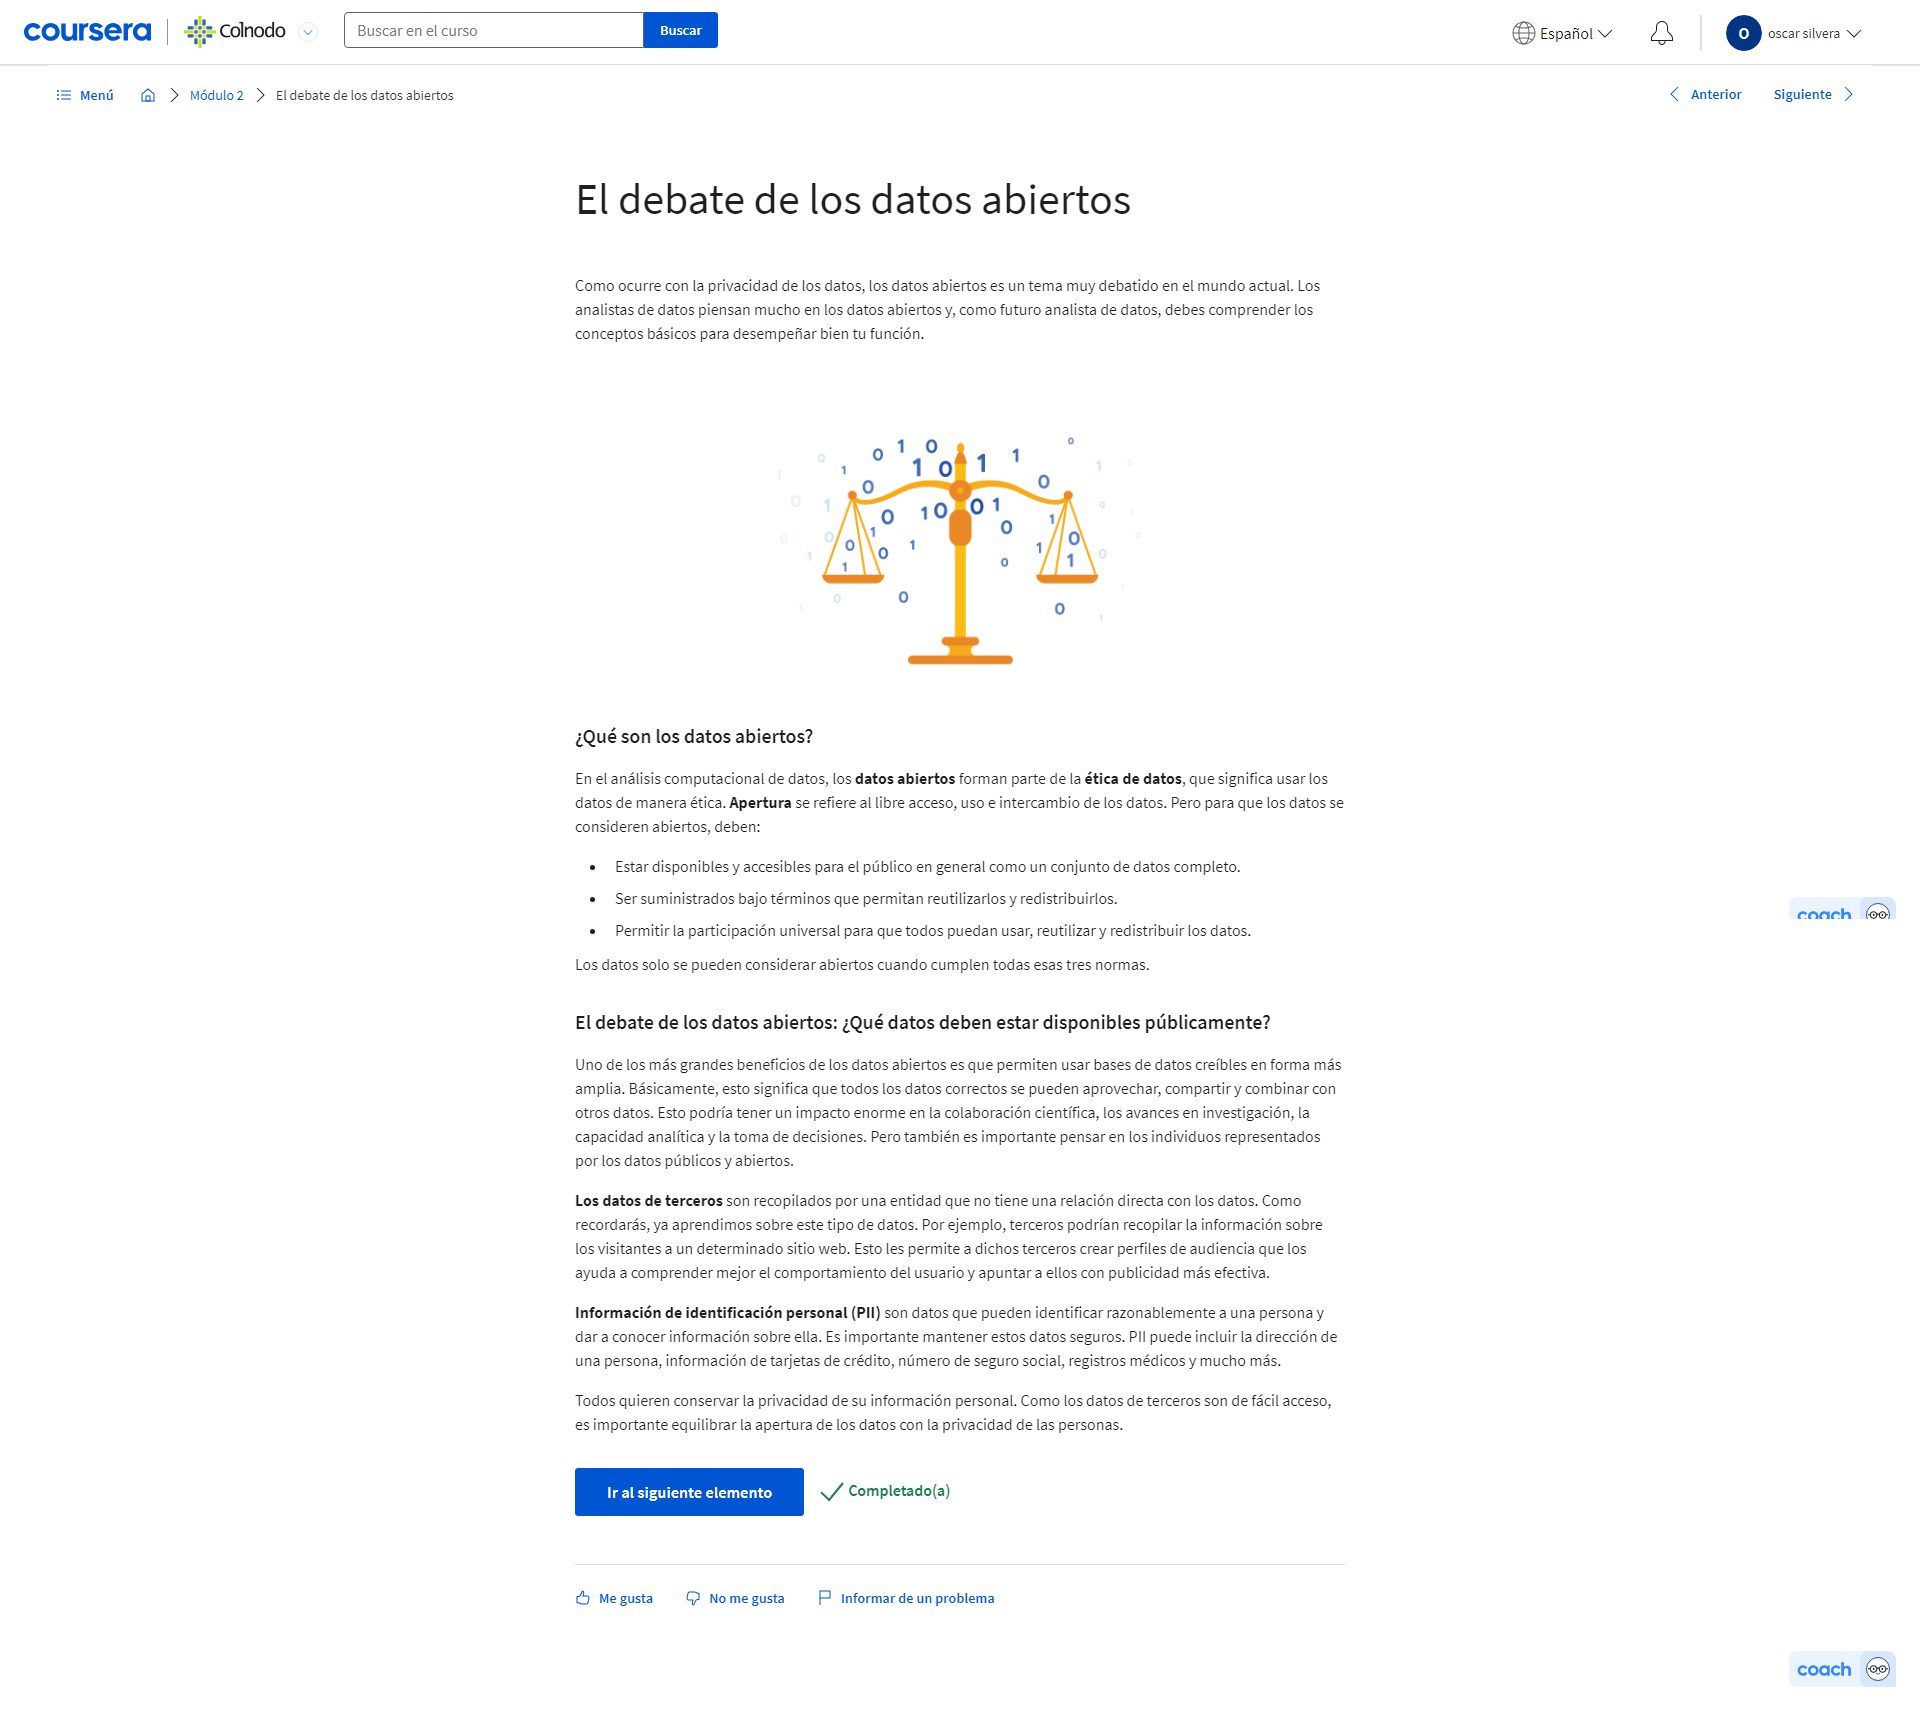 coursera
Colnodo
Buscar en el curso
Buscar
Español
O
oscar silvera
Menú
Módulo 2
El debate de los datos abiertos
Anterior
Siguiente
El debate de los datos abiertos
Como ocurre con la privacidad de los datos, los datos abiertos es un tema muy debatido en el mundo actual. Los
analistas de datos piensan mucho en los datos abiertos y, como futuro analista de datos, debes comprender los
conceptos básicos para desempeñar bien tu función.
¿Qué son los datos abiertos?
En el análisis computacional de datos, los datos abiertos forman parte de la ética de datos, que significa usar los
datos de manera ética. Apertura se refiere al libre acceso, uso e intercambio de los datos. Pero para que los datos se
consideren abiertos, deben:
• Estar disponibles y accesibles para el público en general como un conjunto de datos completo.
• Ser suministrados bajo términos que permitan reutilizarlos y redistribuirlos.
coach
• Permitir la participación universal para que todos puedan usar, reutilizar y redistribuir los datos.
Los datos solo se pueden considerar abiertos cuando cumplen todas esas tres normas.
El debate de los datos abiertos: ¿Qué datos deben estar disponibles públicamente?
Uno de los más grandes beneficios de los datos abiertos es que permiten usar bases de datos creíbles en forma más
amplia. Básicamente, esto significa que todos los datos correctos se pueden aprovechar, compartir y combinar con
otros datos. Esto podría tener un impacto enorme en la colaboración científica, los avances en investigación, la
capacidad analítica y la toma de decisiones. Pero también es importante pensar en los individuos representados
por los datos públicos y abiertos.
Los datos de terceros son recopilados por una entidad que no tiene una relación directa con los datos. Como
recordarás, ya aprendimos sobre este tipo de datos. Por ejemplo, terceros podrían recopilar la información sobre
los visitantes a un determinado sitio web. Esto les permite a dichos terceros crear perfiles de audiencia que los
ayuda a comprender mejor el comportamiento del usuario y apuntar a ellos con publicidad más efectiva.
Información de identificación personal (PII) son datos que pueden identificar razonablemente a una persona y
dar a conocer información sobre ella. Es importante mantener estos datos seguros. PII puede incluir la dirección de
una persona, información de tarjetas de crédito, número de seguro social, registros médicos y mucho más.
Todos quieren conservar la privacidad de su información personal. Como los datos de terceros son de fácil acceso,
es importante equilibrar la apertura de los datos con la privacidad de las personas.
Ir al siguiente elemento
Completado(a)
Me gusta
No me gusta
Informar de un problema
coach